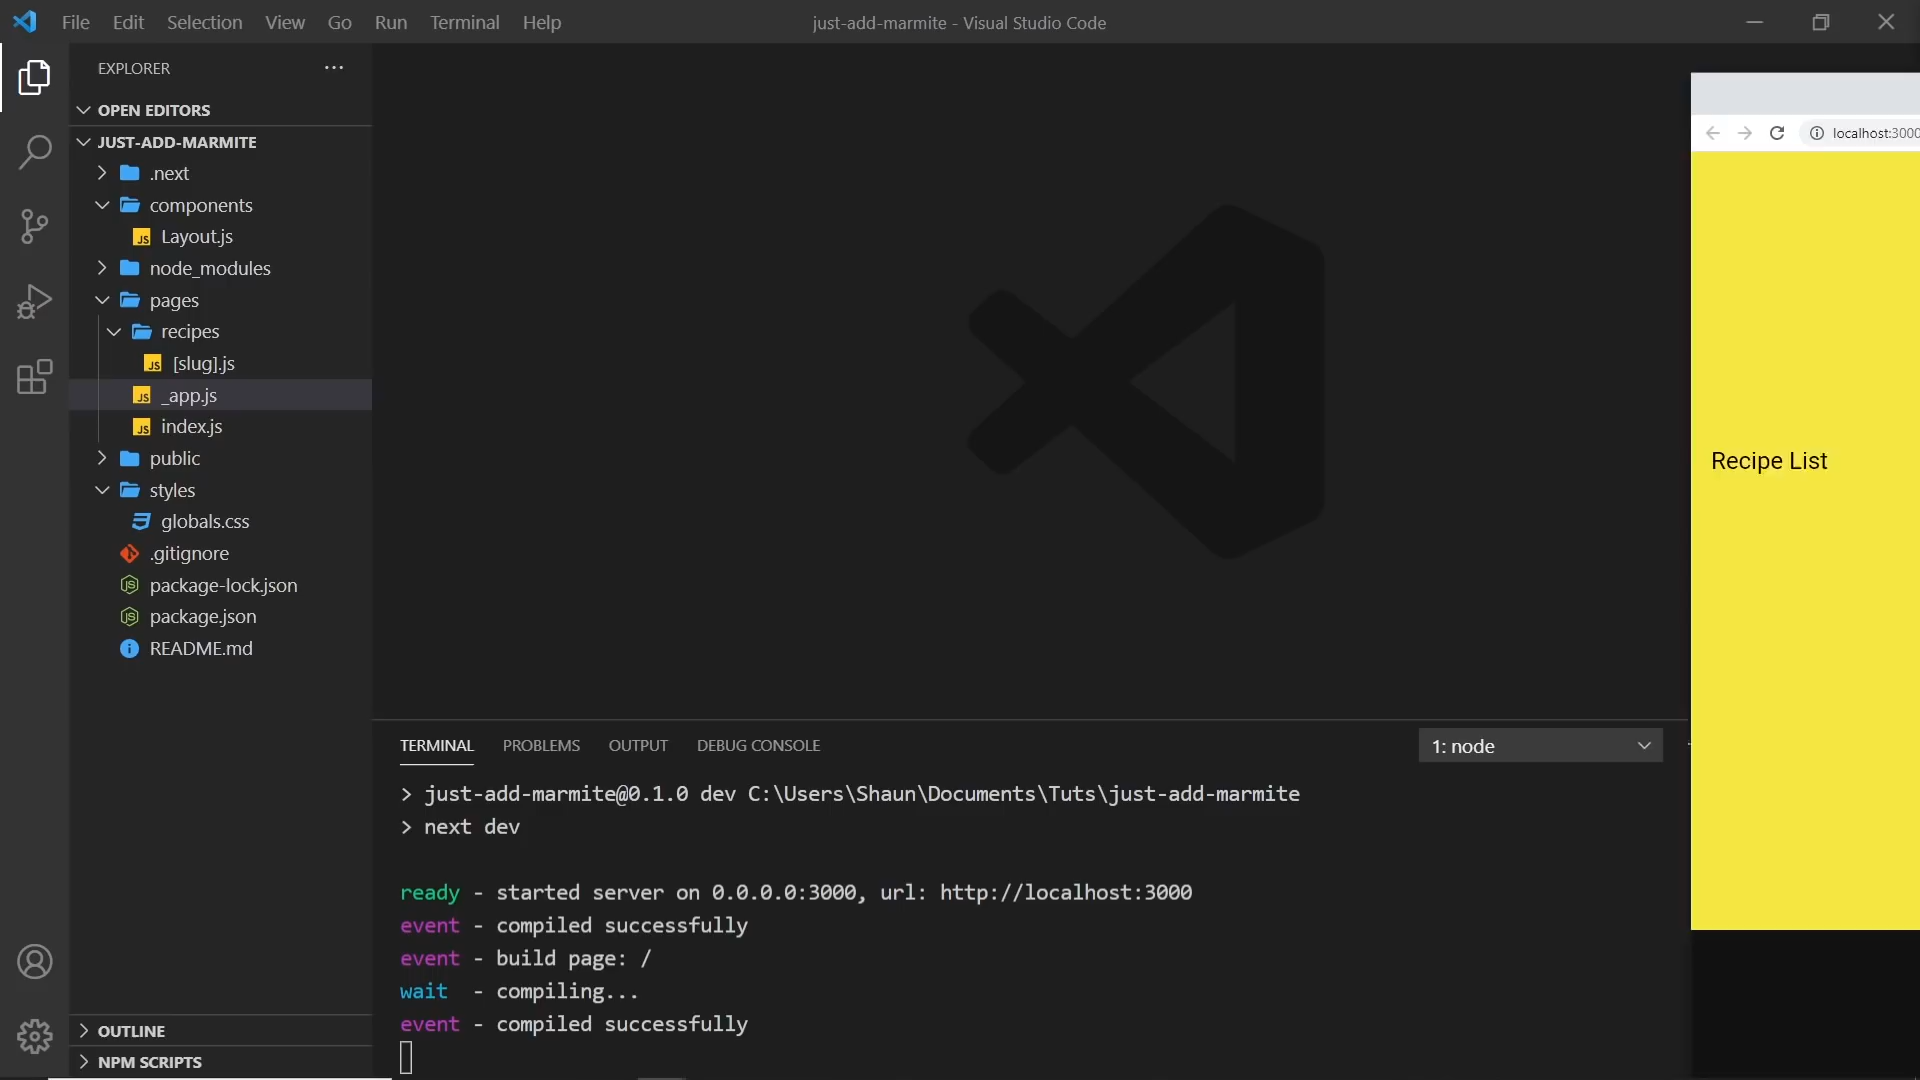 File Edit Selection View Go Run Terminal Help
just-add-marmite - Visual Studio Code
EXPLORER
OPEN EDITORS
JUST-ADD-MARMITE
.next
components
Layout.js
node_modules
pages
recipes
[slug].js
_app.js
index.js
public
styles
globals.css
.gitignore
package-lock.json
package.json
README.md
OUTLINE
NPM SCRIPTS
localhost:3000
Recipe List
TERMINAL PROBLEMS OUTPUT DEBUG CONSOLE
1: node
> just-add-marmite@0.1.0 dev C:\Users\Shaun\Documents\Tuts\just-add-marmite
> next dev
ready - started server on 0.0.0.0:3000, url: http://localhost:3000
event - compiled successfully
event - build page: /
wait - compiling...
event - compiled successfully